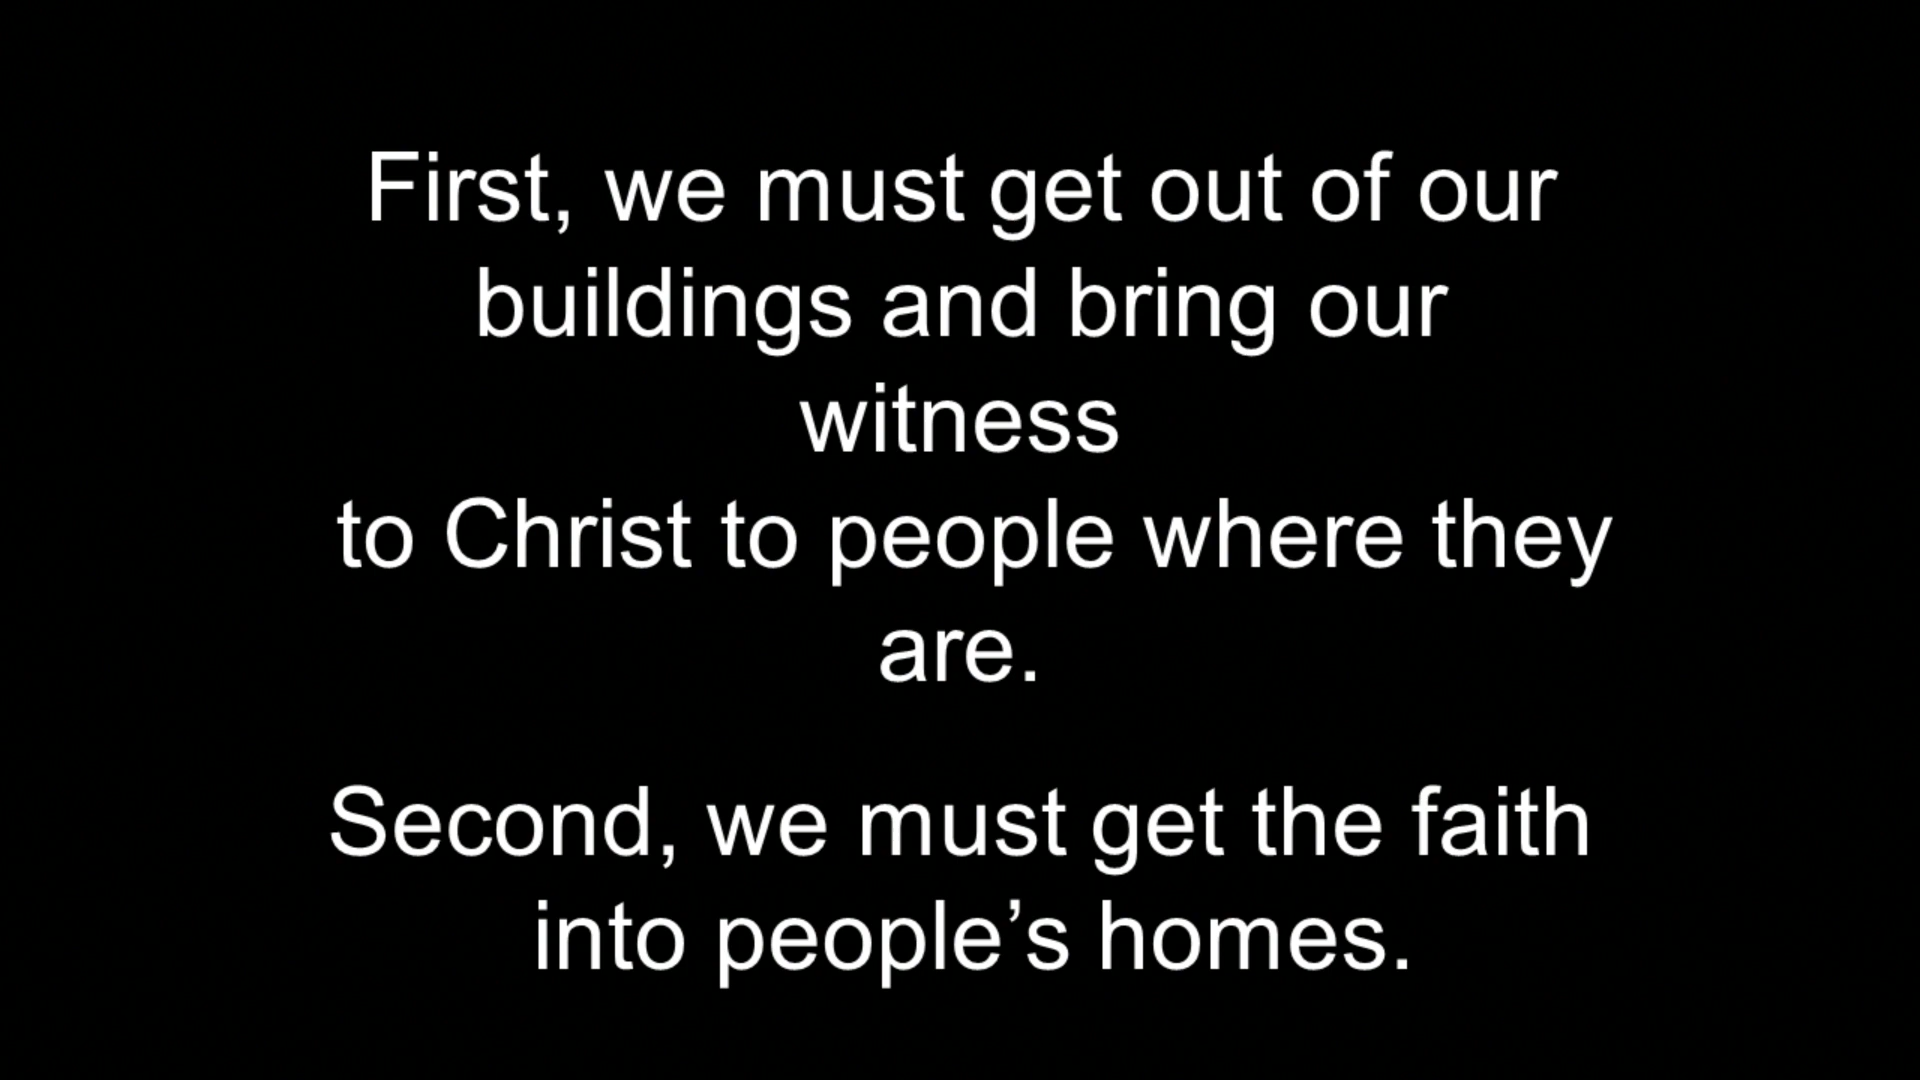 First, we must get out of our
buildings and bring our
witness
to Christ to people where they
are.
Second, we must get the faith
into people’s homes.